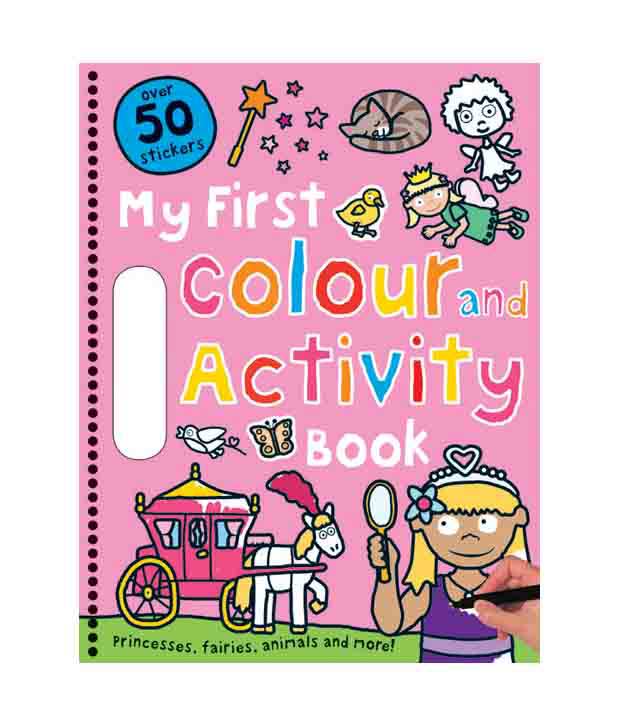 over
50
stickers
My First
colour and
Activity
Book
Princesses, fairies, animals and more!